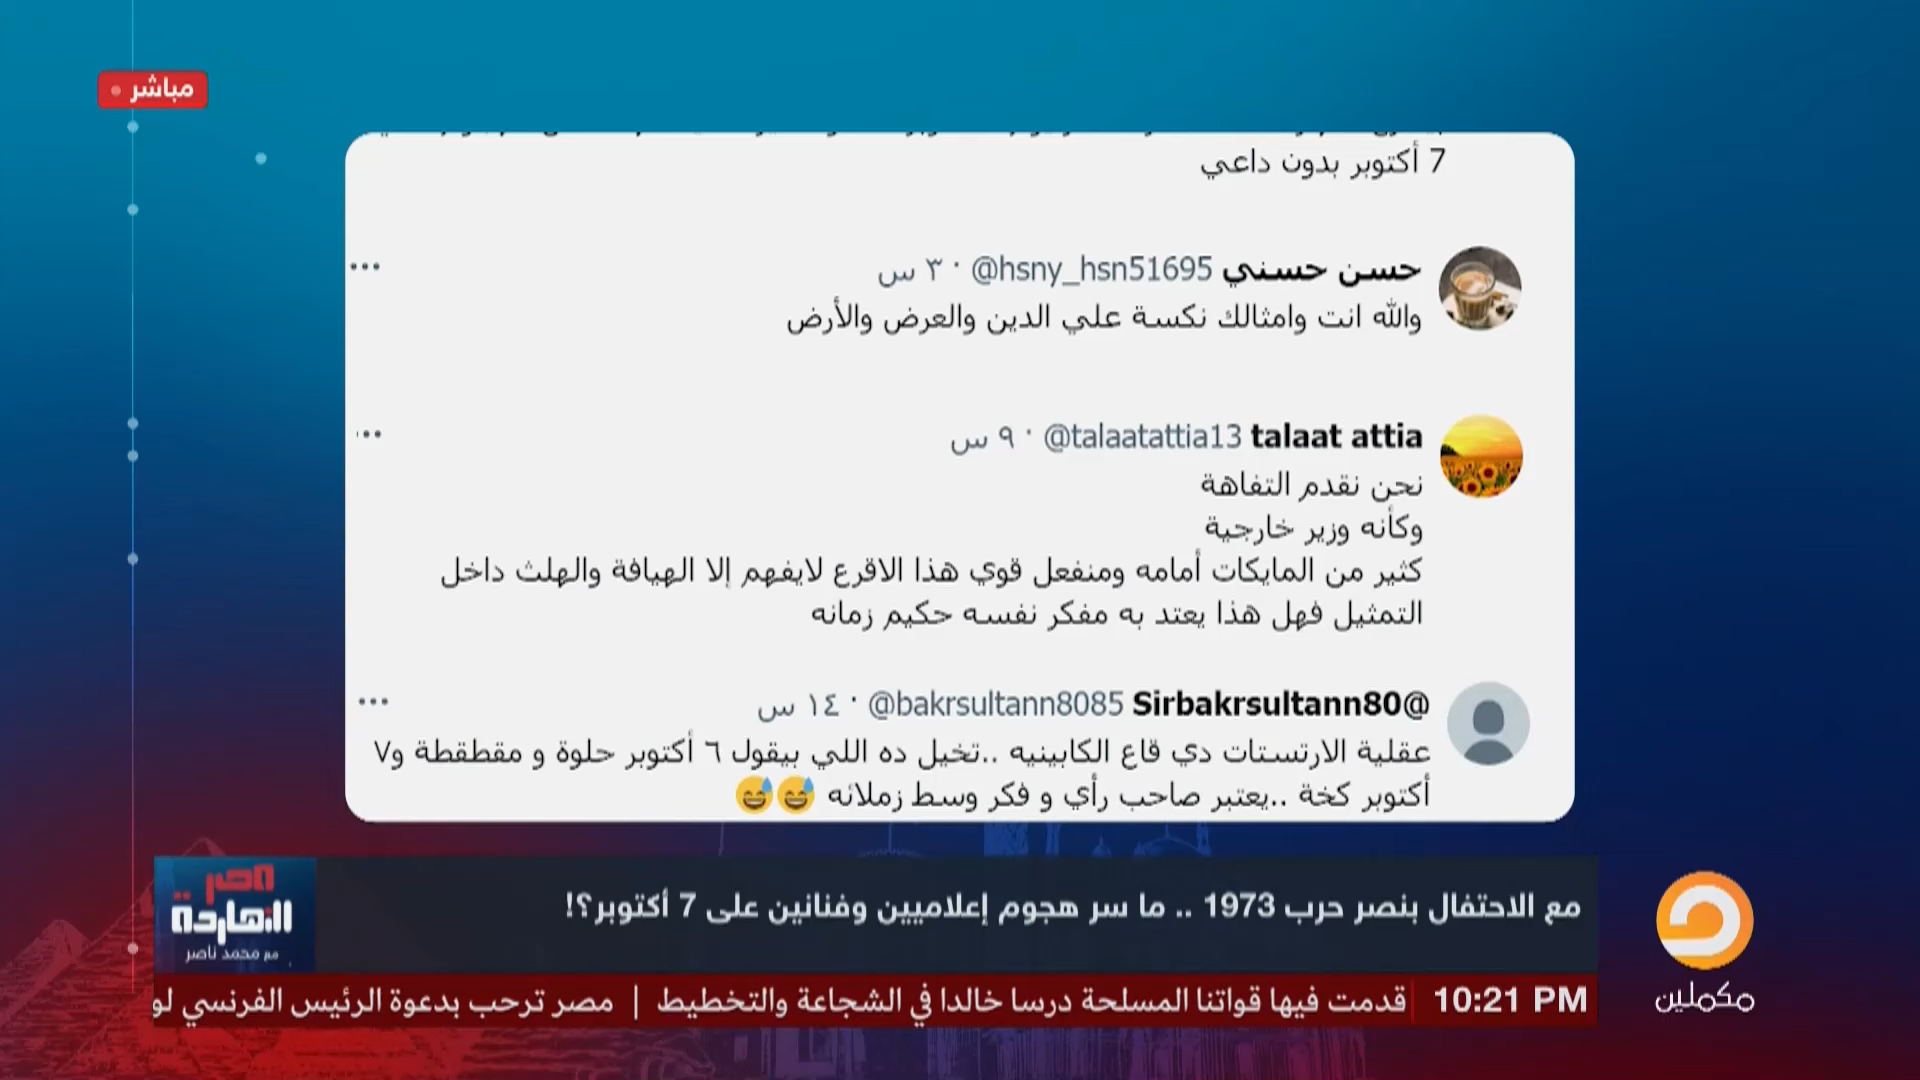 مباشر
7 أكتوبر بدون داعي
حسن حسني @hsny_hsn51695 · ٣ س
والله انت وامثالك نكسة علي الدين والعرض والأرض
talaat attia @talaatattia13 · ٩ س
نحن نقدم التفاهة
وكأنه وزير خارجية
كثير من المايكات أمامه ومنفعل قوي هذا الاقرع لايفهم إلا الهيافة والهلث داخل
التمثيل فهل هذا يعتد به مفكر نفسه حكيم زمانه
@Sirbakrsultann80 @bakrsultann8085 · ١٤ س
عقلية الارتستات دي قاع الكابينيه ..تخيل ده اللي بيقول ٦ أكتوبر حلوة و مقطقطة و٧
أكتوبر كخة ..يعتبر صاحب رأي و فكر وسط زملائه 😅😅
مع الاحتفال بنصر حرب 1973 .. ما سر هجوم إعلاميين وفنانين على 7 أكتوبر؟!
مصر
النهاردة
مع محمد ناصر
10:21 PM
قدمت فيها قواتنا المسلحة درسا خالدا في الشجاعة والتخطيط | مصر ترحب بدعوة الرئيس الفرنسي لو
مكملين